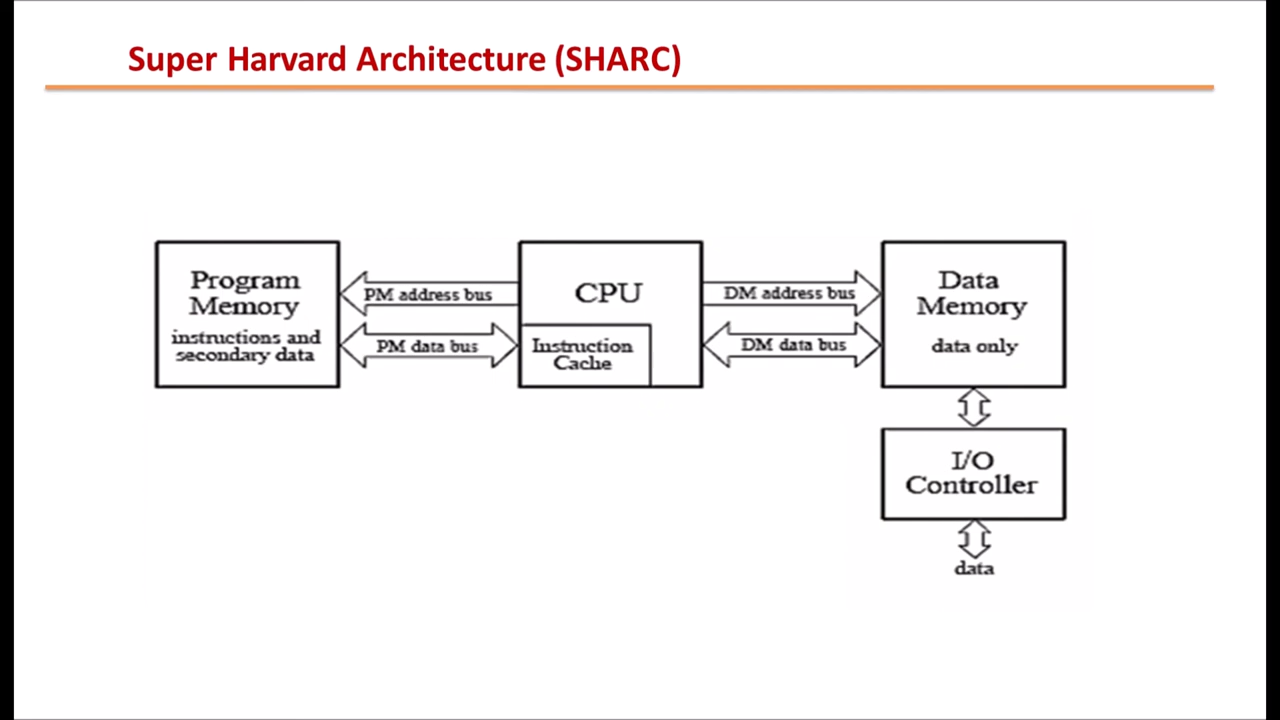 Super Harvard Architecture (SHARC)
Program
Memory
instructions and
secondary data
PM address bus
PM data bus
CPU
Instruction
Cache
DM address bus
DM data bus
Data
Memory
data only
I/O
Controller
data